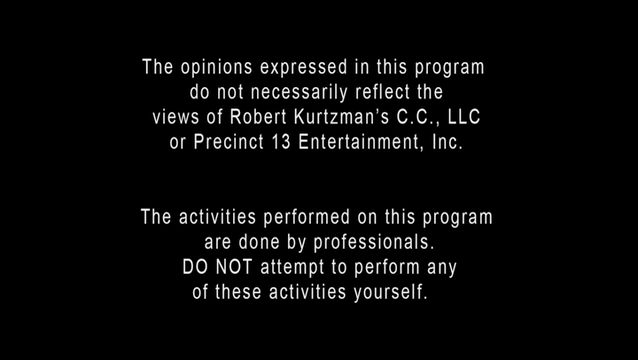 The opinions expressed in this program
do not necessarily reflect the
views of Robert Kurtzman's C.C., LLC
or Precinct 13 Entertainment, Inc.
The activities performed on this program
are done by professionals.
DO NOT attempt to perform any
of these activities yourself.